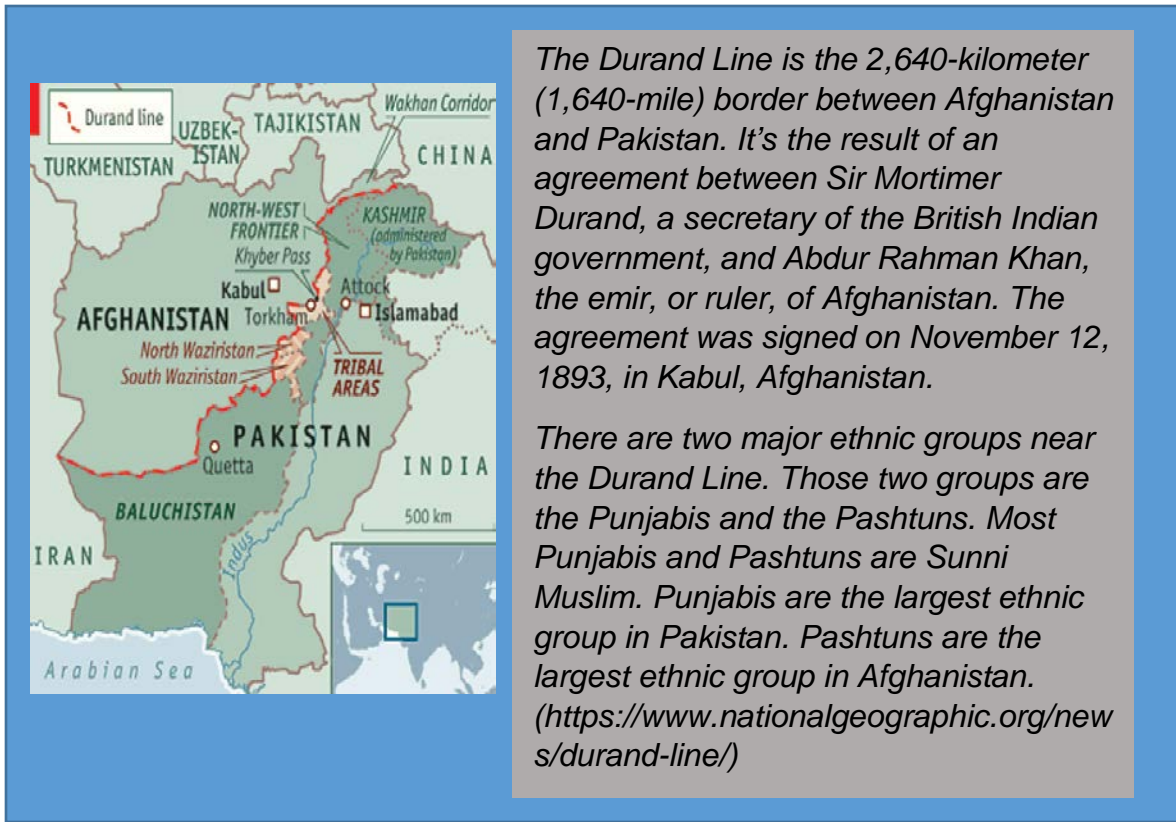 Durand line
Wakhan Corridor
UZBEK-
ISTAN
TAJIKISTAN
TURKMENISTAN
CHINA
NORTH-WEST
FRONTIER
KASHMIR
(administered
by Pakistan)
Khyber Pass
Kabul
Attock
AFGHANISTAN
Torkham
Islamabad
North Waziristan
South Waziristan
TRIBAL
AREAS
PAKISTAN
Quetta
INDIA
BALUCHISTAN
500 km
IRAN
Indus
Arabian Sea
The Durand Line is the 2,640-kilometer
(1,640-mile) border between Afghanistan
and Pakistan. It’s the result of an
agreement between Sir Mortimer
Durand, a secretary of the British Indian
government, and Abdur Rahman Khan,
the emir, or ruler, of Afghanistan. The
agreement was signed on November 12,
1893, in Kabul, Afghanistan.
There are two major ethnic groups near
the Durand Line. Those two groups are
the Punjabis and the Pashtuns. Most
Punjabis and Pashtuns are Sunni
Muslim. Punjabis are the largest ethnic
group in Pakistan. Pashtuns are the
largest ethnic group in Afghanistan.
(https://www.nationalgeographic.org/new
s/durand-line/)